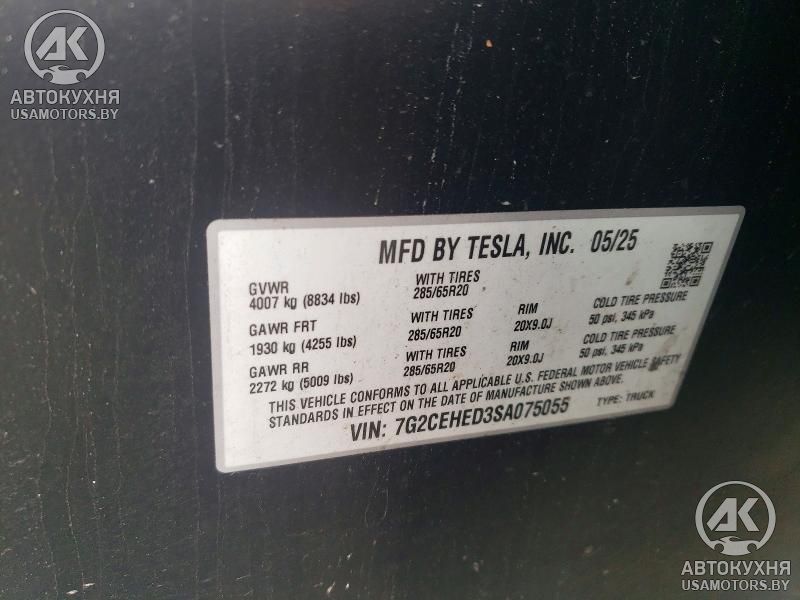 AK
АВТОКУХНЯ
USAMOTORS.BY
MFD BY TESLA, INC. 05/25
GVWR
4007 kg (8834 lbs)
WITH TIRES
285/65R20
GAWR FRT
1930 kg (4255 lbs)
WITH TIRES
285/65R20
RIM
20X9.0J
COLD TIRE PRESSURE
50 psi, 345 kPa
GAWR RR
2272 kg (5009 lbs)
WITH TIRES
285/65R20
RIM
20X9.0J
COLD TIRE PRESSURE
50 psi, 345 kPa
THIS VEHICLE CONFORMS TO ALL APPLICABLE U.S. FEDERAL MOTOR VEHICLE SAFETY
STANDARDS IN EFFECT ON THE DATE OF MANUFACTURE SHOWN ABOVE.
VIN: 7G2CEHED3SA075055 TYPE: TRUCK
AK
АВТОКУХНЯ
USAMOTORS.BY